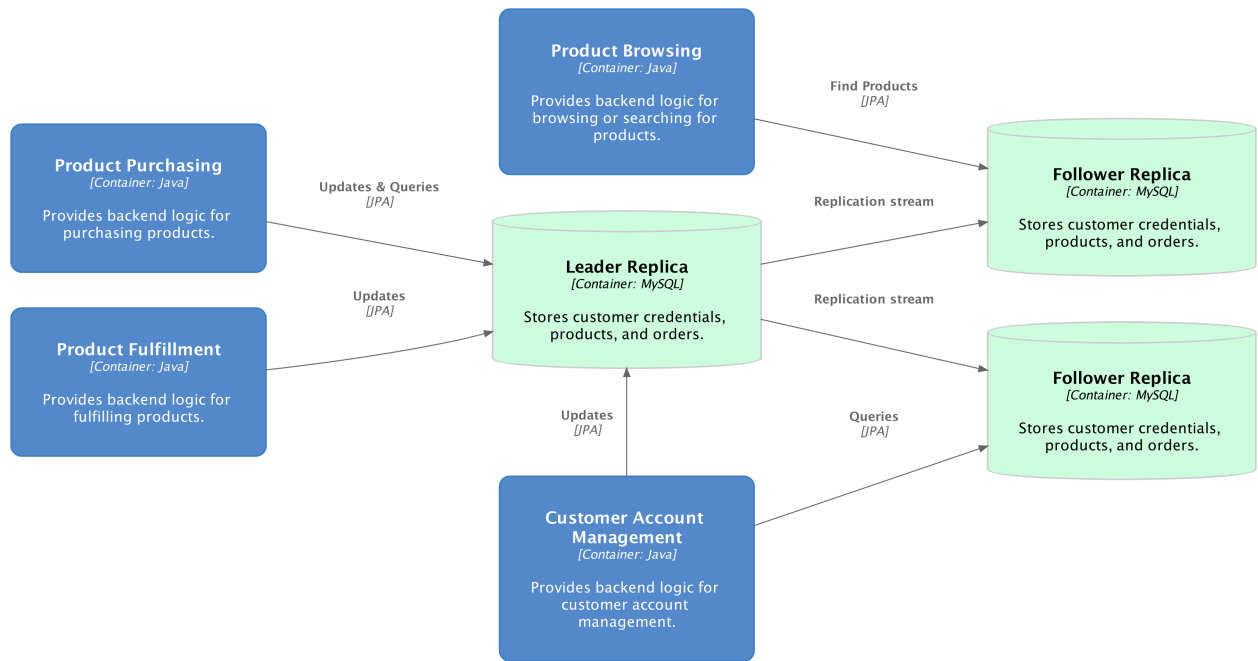 Product Browsing
[Container: Java]
Provides backend logic for
browsing or searching for
products.
Find Products
[JPA]
Product Purchasing
[Container: Java]
Provides backend logic for
purchasing products.
Updates & Queries
[JPA]
Follower Replica
[Container: MySQL]
Stores customer credentials,
products, and orders.
Replication stream
Leader Replica
[Container: MySQL]
Stores customer credentials,
products, and orders.
Updates
[JPA]
Replication stream
Product Fulfillment
[Container: Java]
Provides backend logic for
fulfilling products.
Follower Replica
[Container: MySQL]
Stores customer credentials,
products, and orders.
Updates
[JPA]
Queries
[JPA]
Customer Account
Management
[Container: Java]
Provides backend logic for
customer account
management.